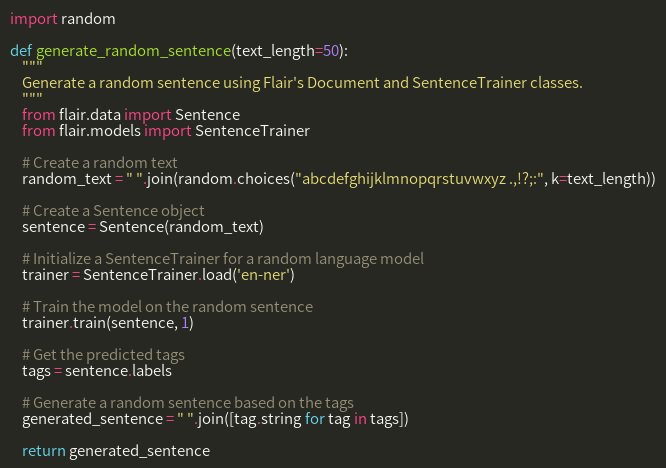 import random
def generate_random_sentence(text_length=50):
"""
Generate a random sentence using Flair's Document and SentenceTrainer classes.
"""
from flair.data import Sentence
from flair.models import SentenceTrainer
# Create a random text
random_text = " ".join(random.choices("abcdefghijklmnopqrstuvwxyz .,!?;:", k=text_length))
# Create a Sentence object
sentence = Sentence(random_text)
# Initialize a SentenceTrainer for a random language model
trainer = SentenceTrainer.load('en-ner')
# Train the model on the random sentence
trainer.train(sentence, 1)
# Get the predicted tags
tags = sentence.labels
# Generate a random sentence based on the tags
generated_sentence = " ".join([tag.string for tag in tags])
return generated_sentence